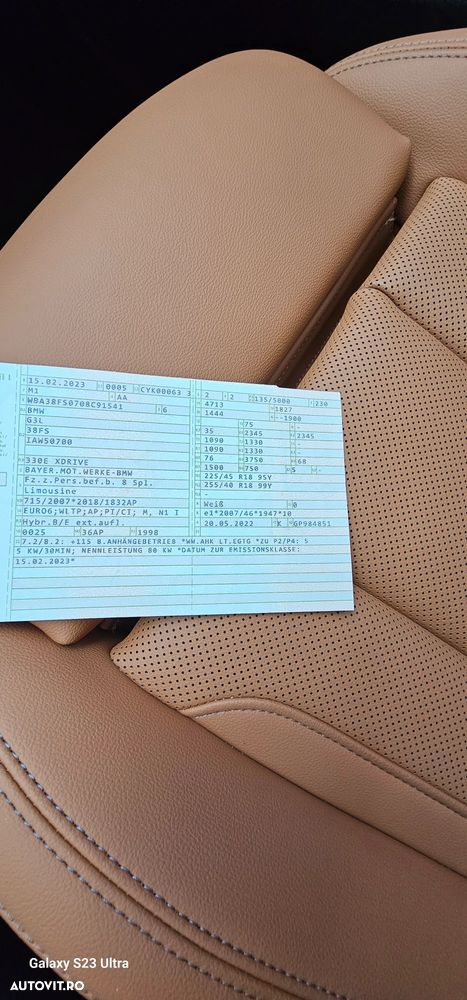 15.02.2023 0005 CYK00063 3
M1 AA
WBA38FS0708C91541 6
BMW
G3L
38FS
IAW50700
330E XDRIVE
BAYER.MOT.WERKE-BMW
Fz.z.Pers.bef.b. 8 Spl.
Limousine
715/2007*2018/1832AP
EURO6;WLTP;AP;PI/CI; M, N1 I
Hybr.B/E ext.aufl.
0025 36AP 1998
2 2 135/5000 230
4713 1827
1444 --1900
75 -
35 2345 2345
1090 1330 -
1090 1330 -
76 3750 68
1500 750 5 -
225/45 R18 95Y
255/40 R18 99Y
-
Weiß 0
e1*2007/46*1947*10
20.05.2022 K GP984851
7.2/8.2: +115 B.ANHÄNGEBETRIEB *WW.AHK LT.EGTG *ZU P2/P4: 5
5 KW/30MIN; NENNLEISTUNG 80 KW *DATUM ZUR EMISSIONSKLASSE:
15.02.2023*
Galaxy S23 Ultra
AUTOVIT.RO